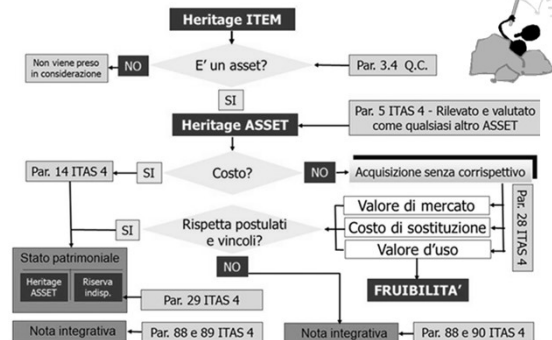 Heritage ITEM
Non viene preso
in considerazione
NO
E' un asset?
Par. 3.4 Q.C.
SI
Heritage ASSET
Par. 5 ITAS 4 - Rilevato e valutato
come qualsiasi altro ASSET
Par. 14 ITAS 4
SI
Costo?
NO
Acquisizione senza corrispettivo
Par. 28 ITAS 4
Valore di mercato
Costo di sostituzione
Valore d'uso
SI
Rispetta postulati
e vincoli?
Stato patrimoniale
Heritage
ASSET
Riserva
indisp.
NO
FRUIBILITA'
Par. 29 ITAS 4
Nota integrativa
Par. 88 e 89 ITAS 4
Nota integrativa
Par. 88 e 90 ITAS 4